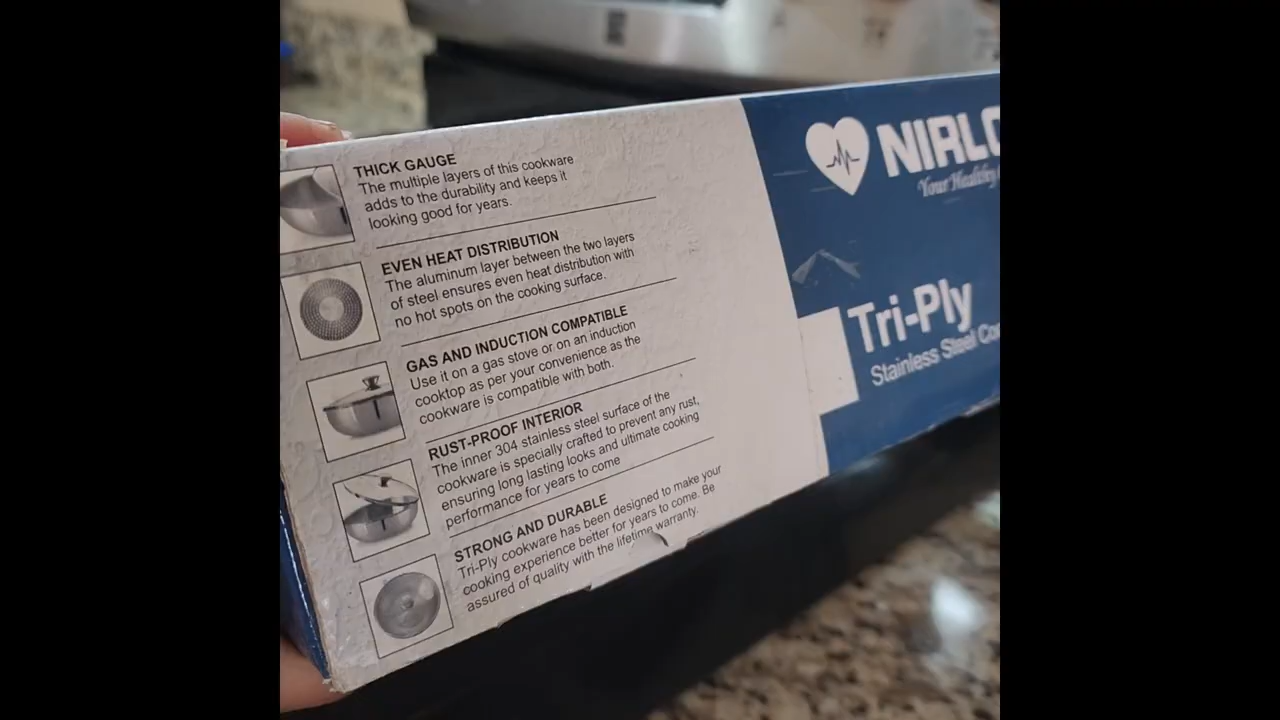 THICK GAUGE
The multiple layers of this cookware
adds to the durability and keeps it
looking good for years.
EVEN HEAT DISTRIBUTION
The aluminum layer between the two layers
of steel ensures even heat distribution with
no hot spots on the cooking surface.
GAS AND INDUCTION COMPATIBLE
Use it on a gas stove or on an induction
cooktop as per your convenience as the
cookware is compatible with both.
RUST-PROOF INTERIOR
The inner 304 stainless steel surface of the
cookware is specially crafted to prevent any rust,
ensuring long lasting looks and ultimate cooking
performance for years to come
STRONG AND DURABLE
Tri-Ply cookware has been designed to make your
cooking experience better for years to come. Be
assured of quality with the lifetime warranty.
NIRLO
Your Healthy
Tri-Ply
Stainless Steel Co